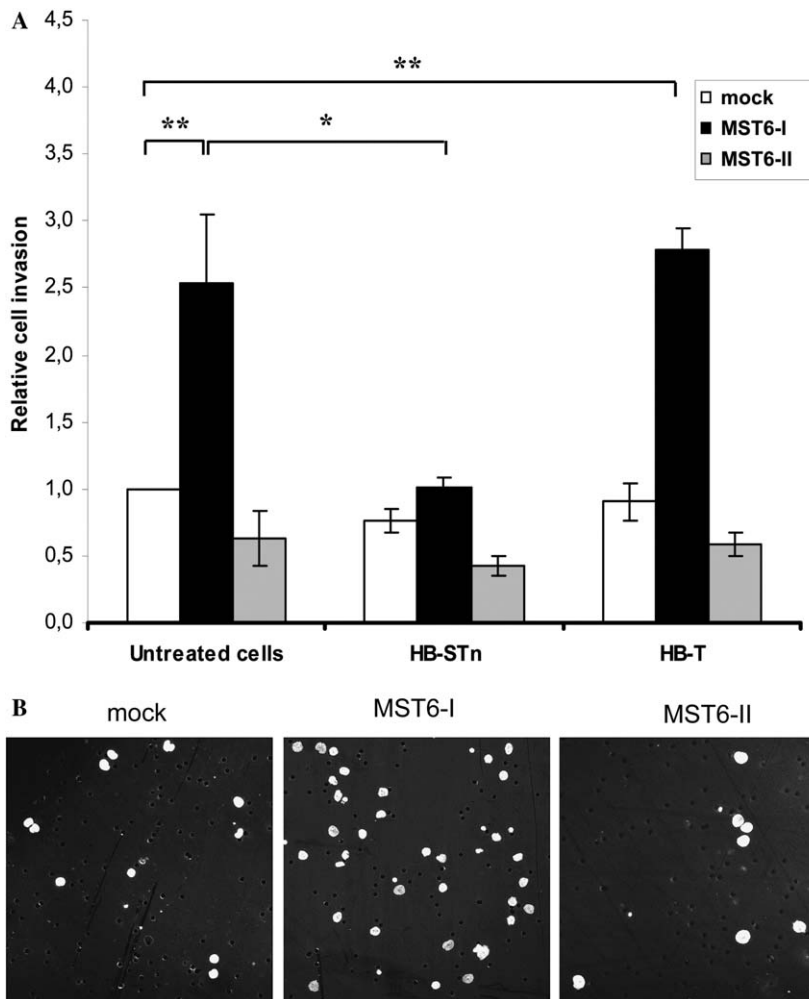 A
4,5
4,0
3,5
3,0
2,5
2,0
1,5
1,0
0,5
0,0
Relative cell invasion
**
**
*
mock
MST6-I
MST6-II
Untreated cells HB-STn HB-T
B
mock MST6-I MST6-II